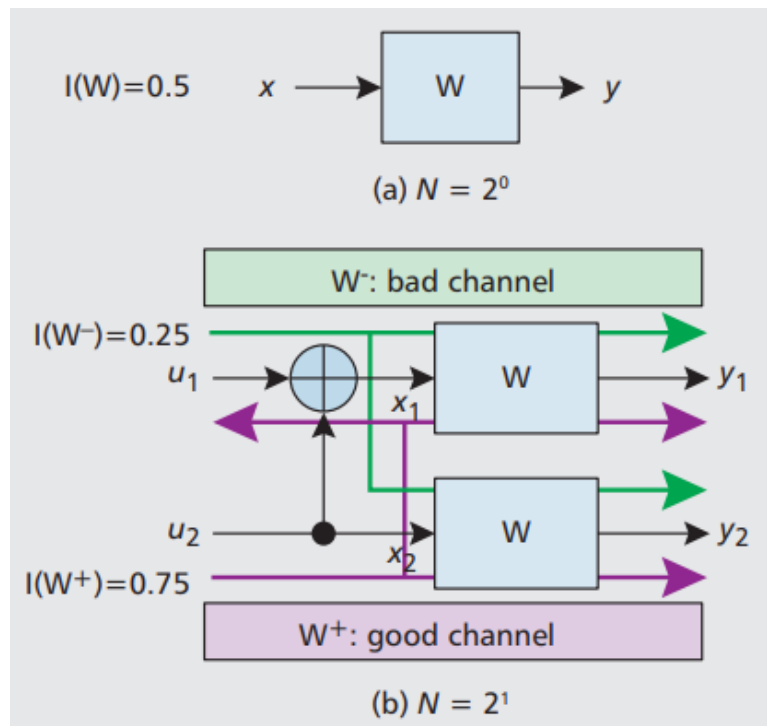 I(W)=0.5 x W y
(a) N = 2⁰
W⁻: bad channel
I(W⁻)=0.25
u₁ x₁ W y₁
u₂ x₂ W y₂
I(W⁺)=0.75
W⁺: good channel
(b) N = 2¹